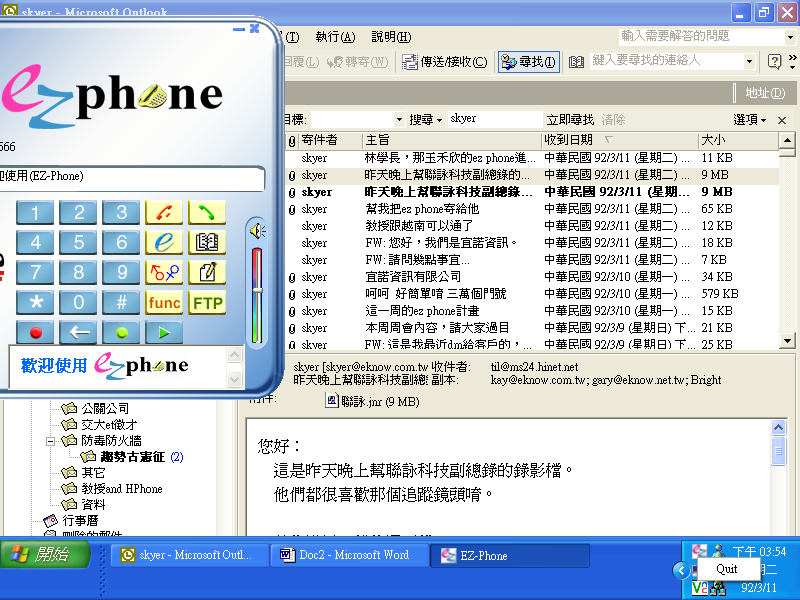 skyer - Microsoft Outlook
(T) 執行(A) 說明(H)
輸入需要解答的問題
回覆(L) 轉寄(W) 傳送/接收(C) 尋找(I) 鍵入要尋找的連絡人
地址(D)
目標: 搜尋 skyer 立即尋找 清除 選項
寄件者 主旨 收到日期 大小
skyer 林學長，那玉禾欣的ez phone進... 中華民國 92/3/11 (星期二) ... 11 KB
skyer 昨天晚上幫聯詠科技副總錄的... 中華民國 92/3/11 (星期二) ... 9 MB
skyer 昨天晚上幫聯詠科技副總錄... 中華民國 92/3/11 (星期... 9 MB
skyer 幫我把ez phone寄給他 中華民國 92/3/11 (星期二) ... 65 KB
skyer 教授跟越南可以通了 中華民國 92/3/11 (星期二) ... 12 KB
skyer FW: 您好，我們是宜諾資訊。 中華民國 92/3/11 (星期二) ... 18 KB
skyer FW: 請問幾點事宜... 中華民國 92/3/11 (星期二) ... 7 KB
skyer 宜諾資訊有限公司 中華民國 92/3/10 (星期一) ... 34 KB
skyer 呵呵 好簡單唷 三萬個門號 中華民國 92/3/10 (星期一) ... 579 KB
skyer 這一周的ez phone計畫 中華民國 92/3/10 (星期一) ... 15 KB
skyer 本周周會內容，請大家過目 中華民國 92/3/9 (星期日) 下... 21 KB
skyer FW: 這是我最近dm給客戶的， ... 中華民國 92/3/9 (星期日) 下... 25 KB
skyer [skyer@eknow.com.tw 收件者: til@ms24.hinet.net
昨天晚上幫聯詠科技副總! 副本: kay@eknow.com.tw; gary@eknow.net.tw; Bright
附件: 聯詠.jnr (9 MB)
您好：
這是昨天晚上幫聯詠科技副總錄的錄影檔。
他們都很喜歡那個追蹤鏡頭唷。
ezphone
666
迎使用(EZ-Phone)
1 2 3
4 5 6
7 8 9
* 0 # func FTP
歡迎使用 ezphone
公關公司
交大et徵才
防毒防火牆
趨勢古憲征 (2)
其它
教授and HPhone
資料
行事曆
刪除的郵件
開始 skyer - Microsoft Outl... Doc2 - Microsoft Word EZ-Phone
下午 03:54
Quit
期二
92/3/11